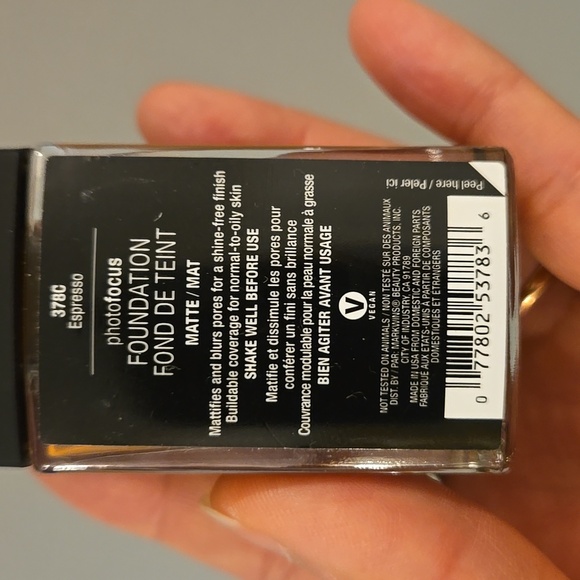 378C
Espresso
photofocus
FOUNDATION
FOND DE TEINT
MATTE / MAT
Mattifies and blurs pores for a shine-free finish
Buildable coverage for normal-to-oily skin
SHAKE WELL BEFORE USE
Matifie et dissimule les pores pour
conférer un fini sans brillance
Couvrance modulable pour la peau normale à grasse
BIEN AGITER AVANT USAGE
V
VEGAN
NOT TESTED ON ANIMALS / NON TESTÉ SUR DES ANIMAUX
DIST. BY / PAR: MARKWINS® BEAUTY PRODUCTS, INC.
CITY OF INDUSTRY, CA 91789
MADE IN USA FROM DOMESTIC AND FOREIGN PARTS
FABRIQUÉ AUX ÉTATS-UNIS À PARTIR DE COMPOSANTS
DOMESTIQUES ET ÉTRANGERS
0 77802 53783 6
Peel here / Peler ici